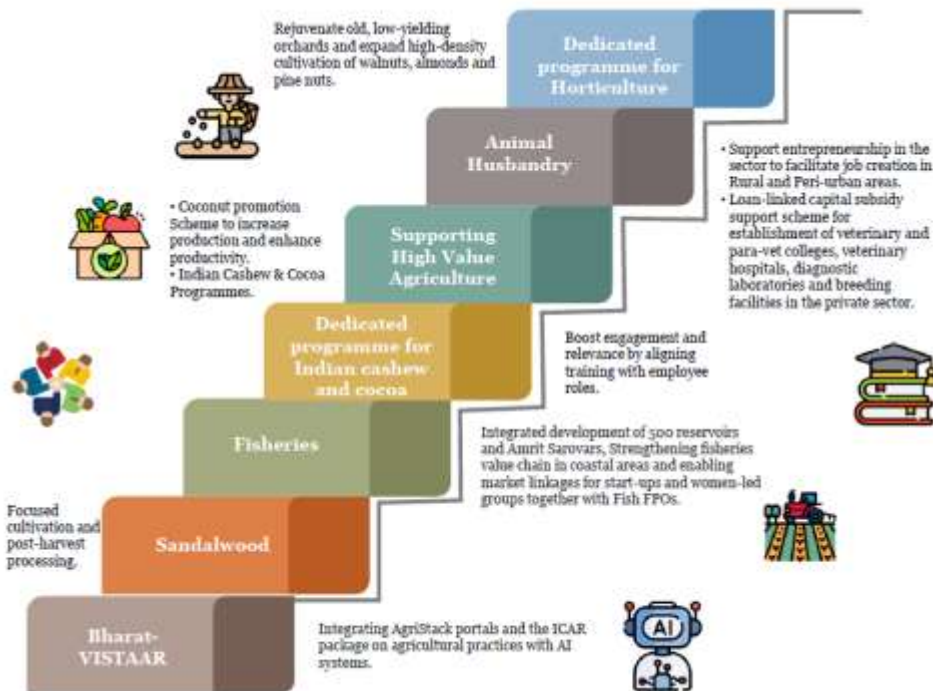 Rejuvenate old, low-yielding
orchards and expand high-density
cultivation of walnuts, almonds and
pine nuts.
Dedicated
programme for
Horticulture
Animal
Husbandry
• Support entrepreneurship in the
sector to facilitate job creation in
Rural and Peri-urban areas.
• Loan-linked capital subsidy
support scheme for
establishment of veterinary and
para-vet colleges, veterinary
hospitals, diagnostic
laboratories and breeding
facilities in the private sector.
• Coconut promotion
Scheme to increase
production and enhance
productivity.
• Indian Cashew & Cocoa
Programmes.
Supporting
High Value
Agriculture
Dedicated
programme for
Indian cashew
and cocoa
Boost engagement and
relevance by aligning
training with employee
roles.
Fisheries
Integrated development of 500 reservoirs
and Amrit Sarovars, Strengthening fisheries
value chain in coastal areas and enabling
market linkages for start-ups and women-led
groups together with Fish FPOs.
Focused
cultivation and
post-harvest
processing.
Sandalwood
Bharat-
VISTAAR
Integrating AgriStack portals and the ICAR
package on agricultural practices with AI
systems.
AI